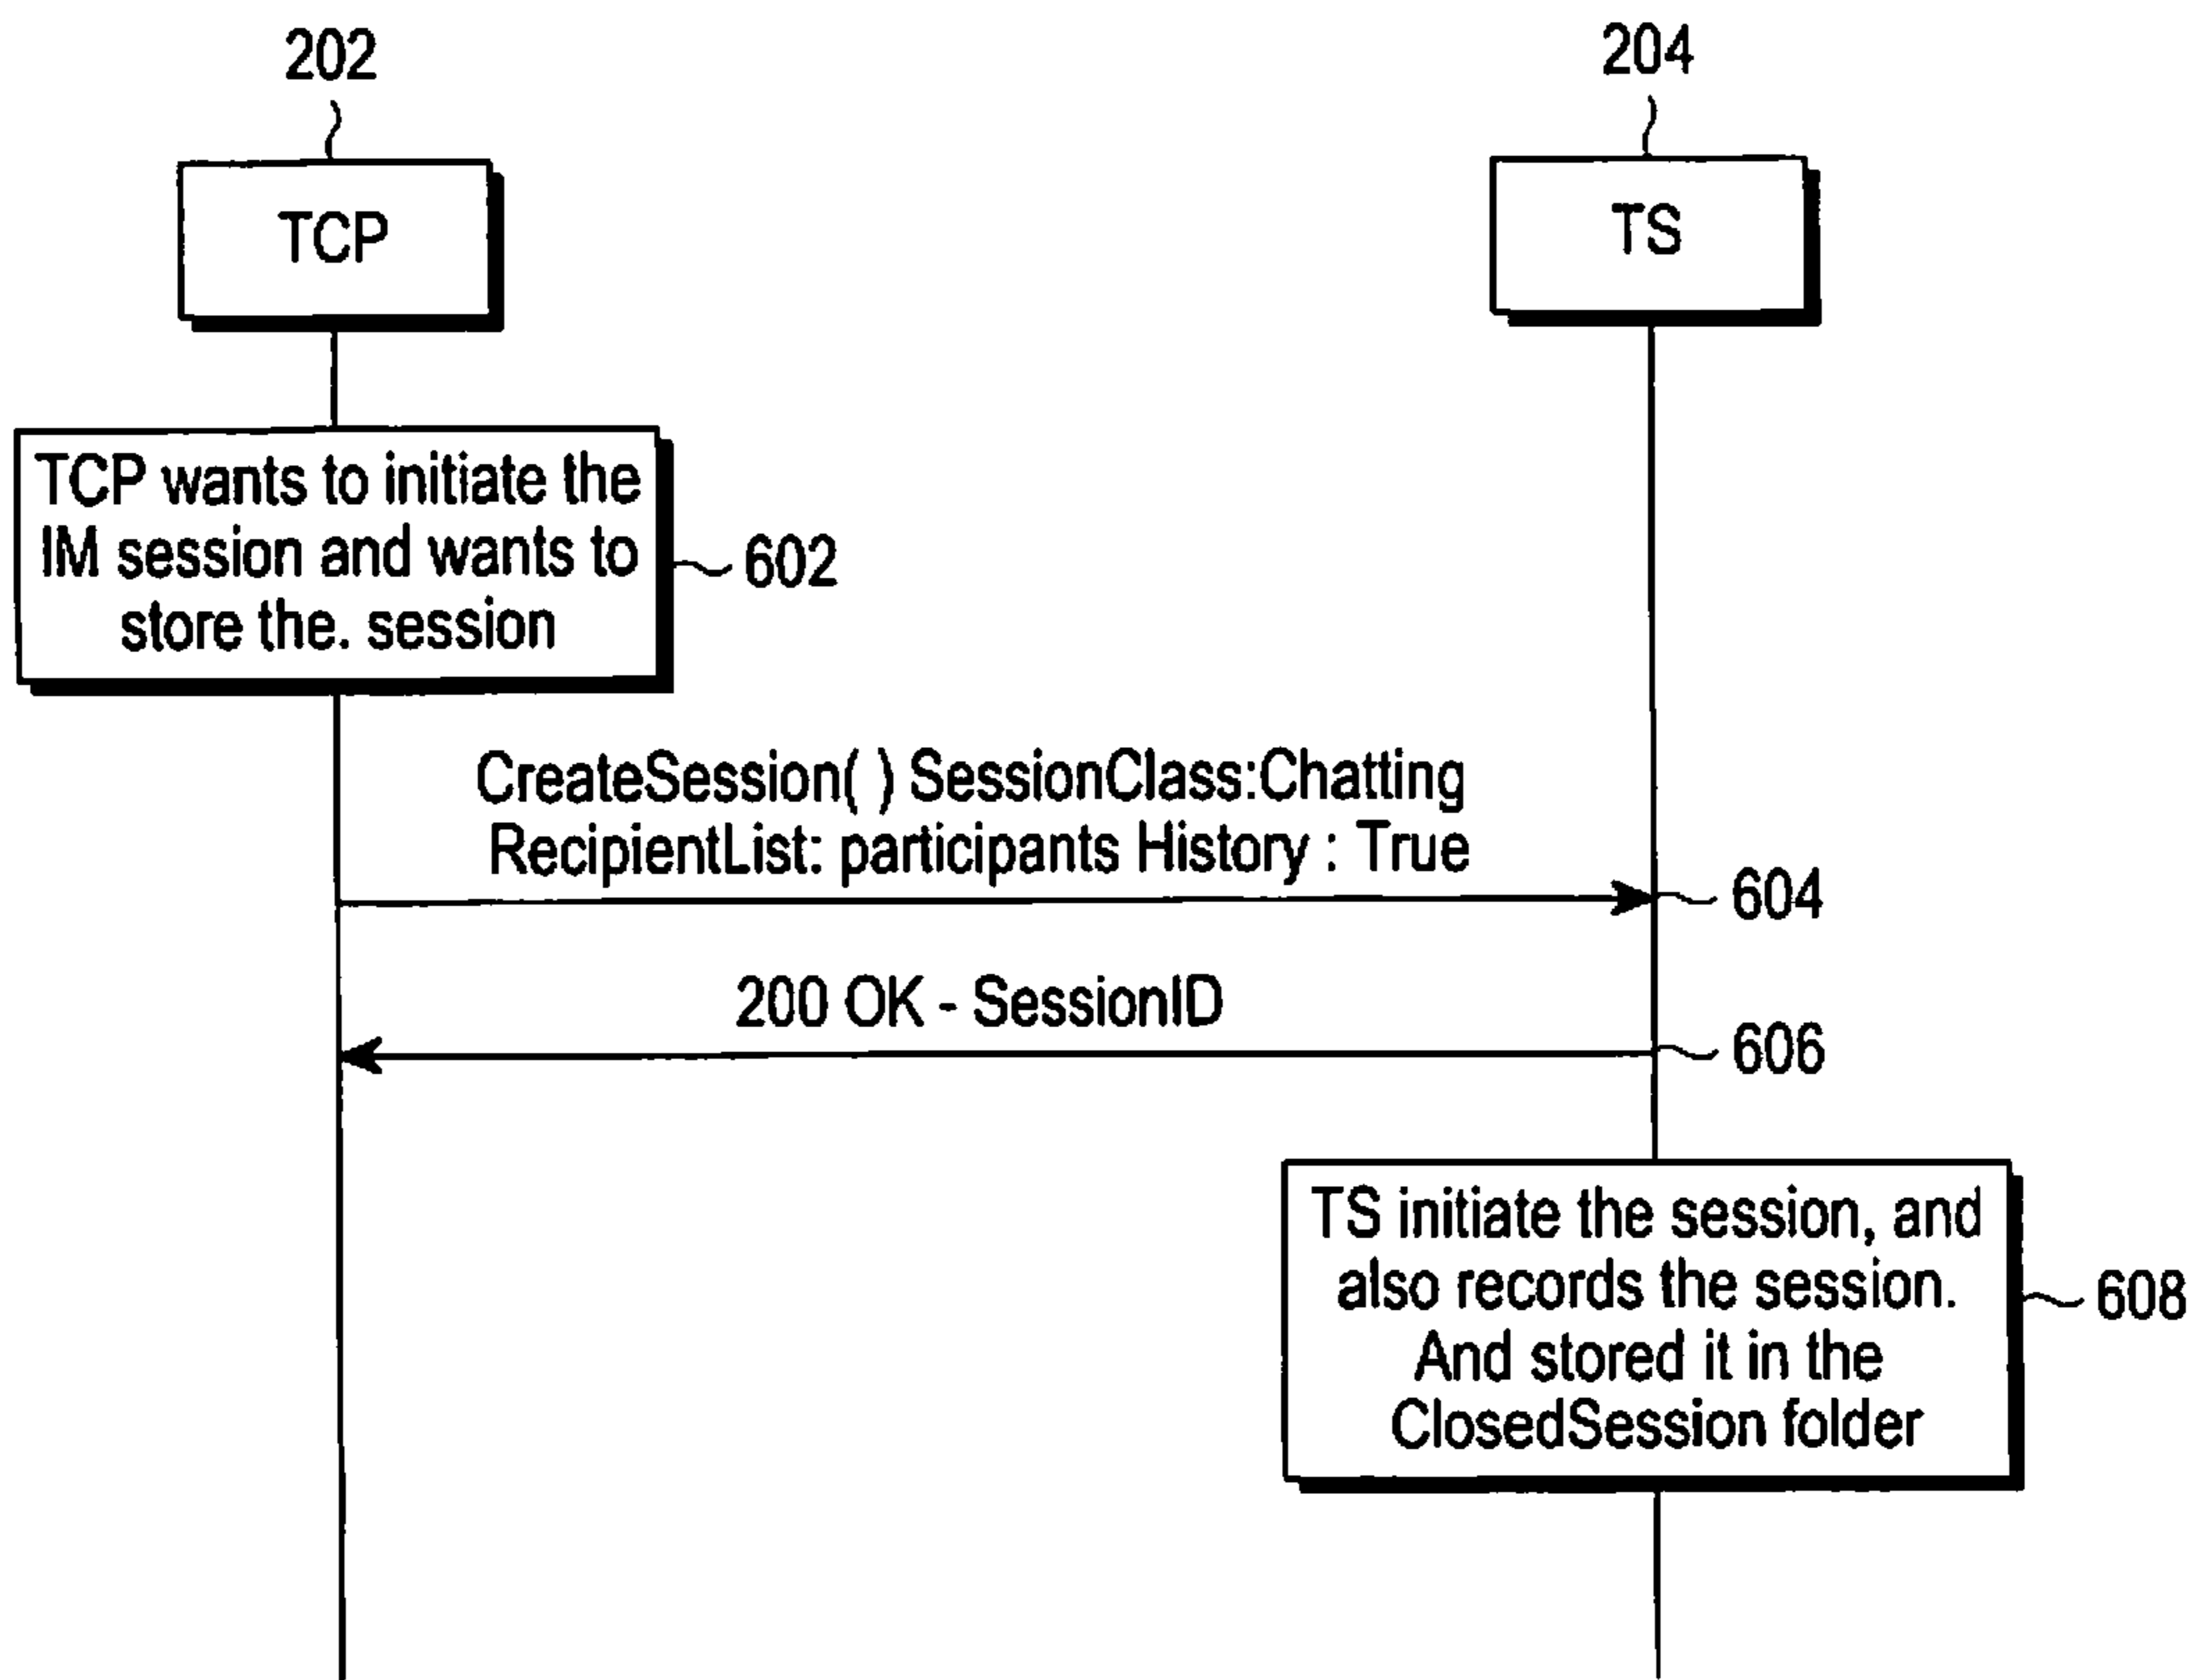 202
204
TCP
TS
TCP wants to initiate the
IM session and wants to
store the. session
602
CreateSession( ) SessionClass:Chatting
RecipientList: participants History : True
604
200 OK - SessionID
606
TS initiate the session, and
also records the session.
And stored it in the
ClosedSession folder
608